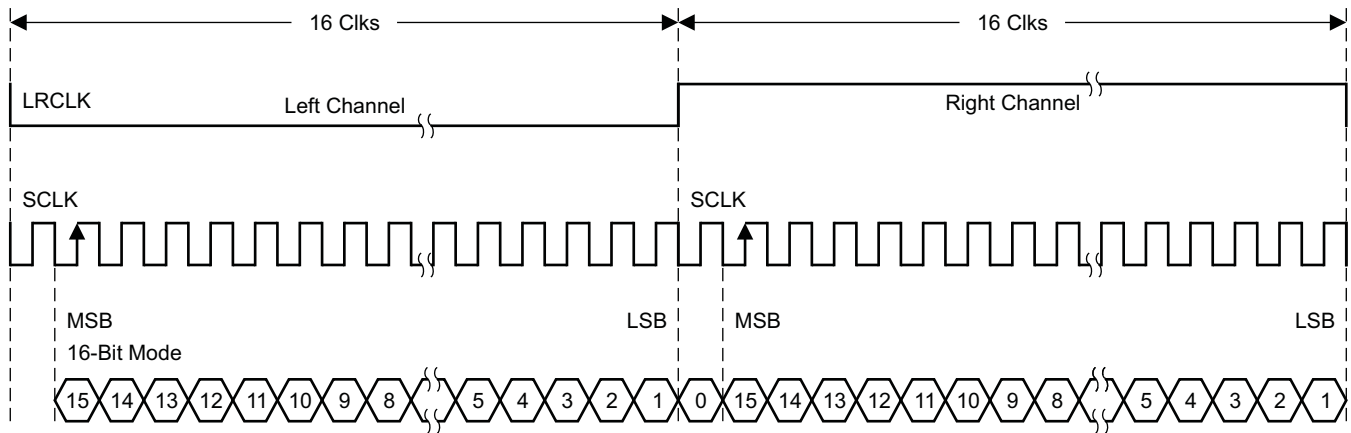 16 Clks 16 Clks
LRCLK Left Channel Right Channel
SCLK SCLK
MSB LSB MSB LSB
16-Bit Mode
15 14 13 12 11 10 9 8 5 4 3 2 1 0 15 14 13 12 11 10 9 8 5 4 3 2 1